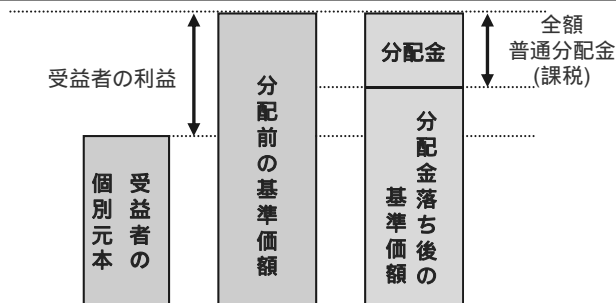 受益者の利益
受益者の
個別元本
分配前の基準価額
分配金
分配金落ち後の
基準価額
全額
普通分配金
(課税)